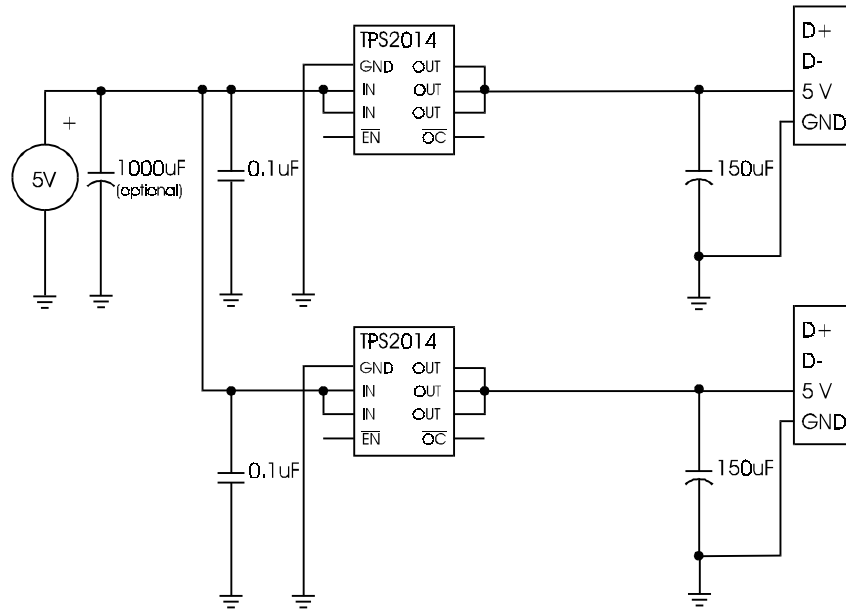 TPS2014
GND OUT
IN OUT
IN OUT
EN OC
D+
D-
5 V
GND
+
5V
1000uF
(optional)
0.1uF
150uF
TPS2014
GND OUT
IN OUT
IN OUT
EN OC
D+
D-
5 V
GND
0.1uF
150uF